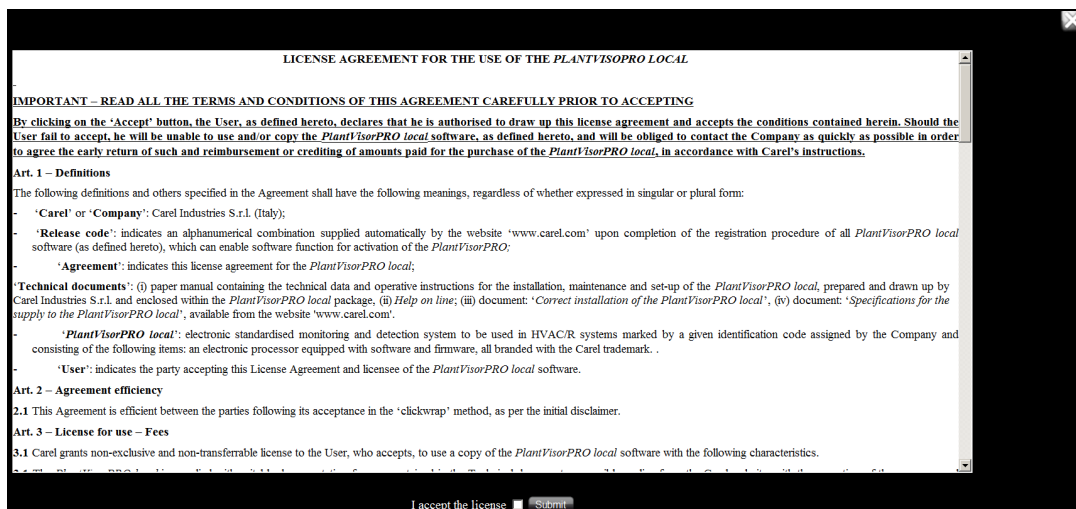 LICENSE AGREEMENT FOR THE USE OF THE PLANTVISOPRO LOCAL
IMPORTANT – READ ALL THE TERMS AND CONDITIONS OF THIS AGREEMENT CAREFULLY PRIOR TO ACCEPTING
By clicking on the ‘Accept’ button, the User, as defined hereto, declares that he is authorised to draw up this license agreement and accepts the conditions contained herein. Should the
User fail to accept, he will be unable to use and/or copy the PlantVisorPRO local software, as defined hereto, and will be obliged to contact the Company as quickly as possible in order
to agree the early return of such and reimbursement or crediting of amounts paid for the purchase of the PlantVisorPRO local, in accordance with Carel’s instructions.
Art. 1 – Definitions
The following definitions and others specified in the Agreement shall have the following meanings, regardless of whether expressed in singular or plural form:
- ‘Carel’ or ‘Company’: Carel Industries S.r.l. (Italy);
- ‘Release code’: indicates an alphanumerical combination supplied automatically by the website ‘www.carel.com’ upon completion of the registration procedure of all PlantVisorPRO local
software (as defined hereto), which can enable software function for activation of the PlantVisorPRO;
- ‘Agreement’: indicates this license agreement for the PlantVisorPRO local;
‘Technical documents’: (i) paper manual containing the technical data and operative instructions for the installation, maintenance and set-up of the PlantVisorPRO local, prepared and drawn up by
Carel Industries S.r.l. and enclosed within the PlantVisorPRO local package, (ii) Help on line; (iii) document: ‘Correct installation of the PlantVisorPRO local’, (iv) document: ‘Specifications for the
supply to the PlantVisorPRO local’, available from the website 'www.carel.com'.
- ‘PlantVisorPRO local’: electronic standardised monitoring and detection system to be used in HVAC/R systems marked by a given identification code assigned by the Company and
consisting of the following items: an electronic processor equipped with software and firmware, all branded with the Carel trademark. .
- ‘User’: indicates the party accepting this License Agreement and licensee of the PlantVisorPRO local software.
Art. 2 – Agreement efficiency
2.1 This Agreement is efficient between the parties following its acceptance in the ‘clickwrap’ method, as per the initial disclaimer.
Art. 3 – License for use – Fees
3.1 Carel grants non-exclusive and non-transferrable license to the User, who accepts, to use a copy of the PlantVisorPRO local software with the following characteristics.
I accept the license Submit